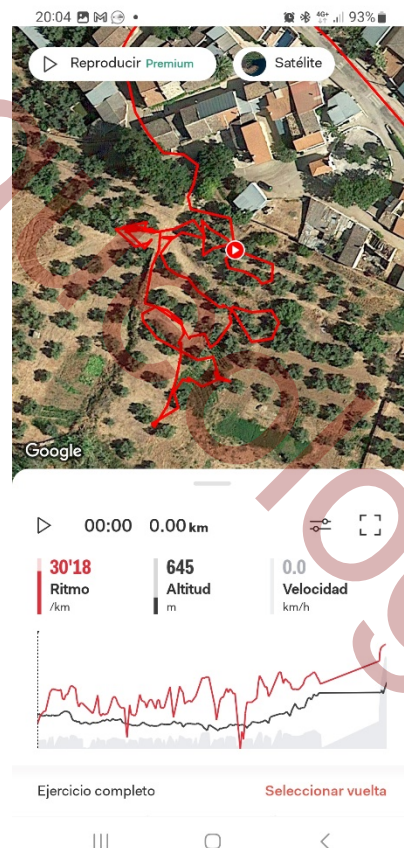 20:04 4G+ 93%
Reproducir Premium
Satélite
Google
00:00 0.00 km
30'18 645 0.0
Ritmo Altitud Velocidad
/km m km/h
Ejercicio completo Seleccionar vuelta